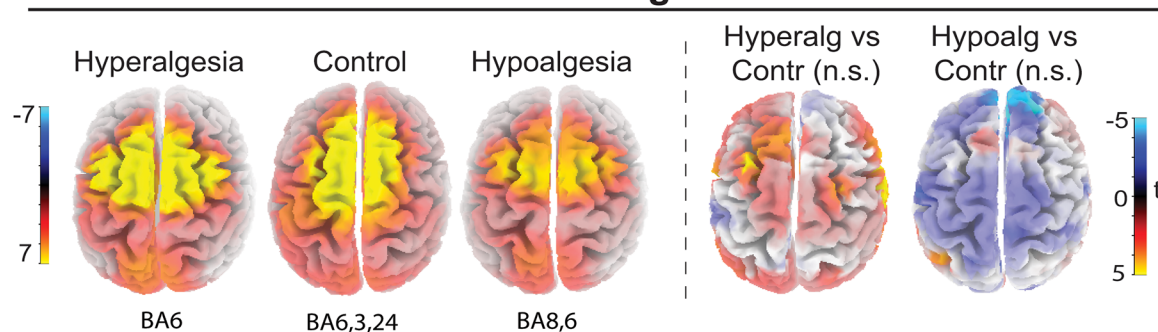 Hyperalgesia
Control
Hypoalgesia
Hyperalg vs
Contr (n.s.)
Hypoalg vs
Contr (n.s.)
-7
7
-5
0
5
t
BA6
BA6,3,24
BA8,6